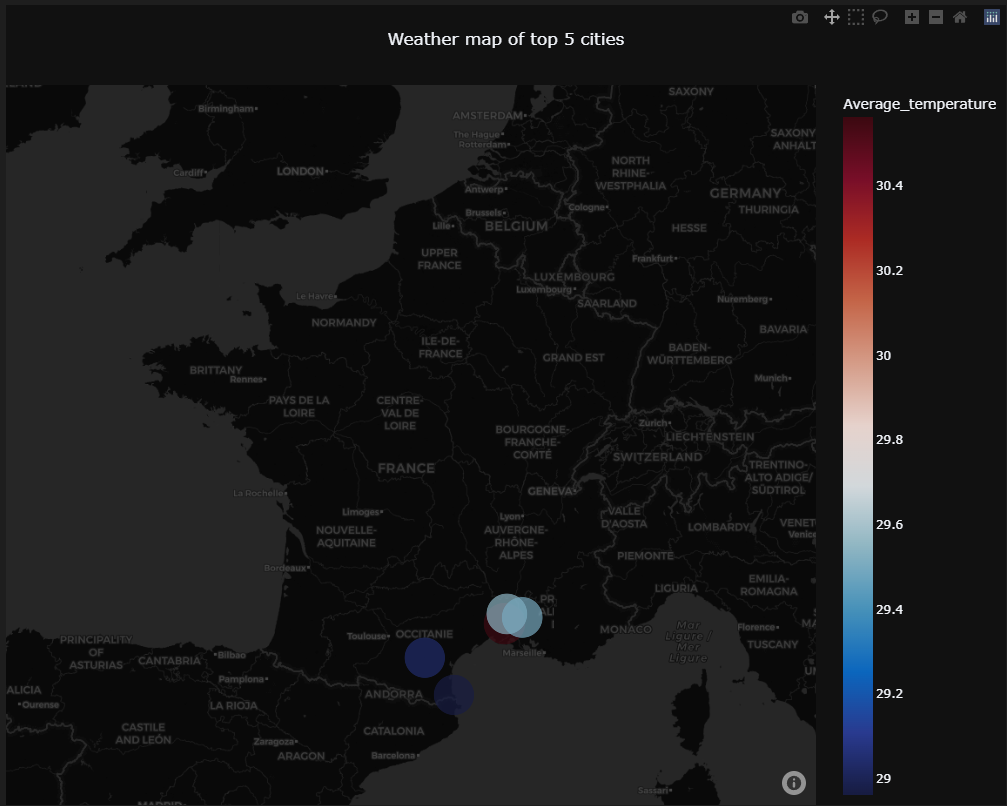 Weather map of top 5 cities
Average_temperature
30.4
30.2
30
29.8
29.6
29.4
29.2
29
Birmingham
Cardiff
LONDON
AMSTERDAM
The Hague
Rotterdam
Antwerp
Brussels
Lille
BELGIUM
SAXONY
SAXONY
ANHALT
NORTH
RHINE-
WESTPHALIA
GERMANY
THURINGIA
Cologne
HESSE
Frankfurt
UPPER
FRANCE
LUXEMBOURG
Luxembourg
SAARLAND
Le Havre
Nuremberg
NORMANDY
BAVARIA
ILE-DE-
FRANCE
GRAND EST
BADEN-
WÜRTTEMBERG
BRITTANY
Rennes
Munich
PAYS DE LA
LOIRE
CENTRE-
VAL DE
LOIRE
BOURGOGNE-
FRANCHE-
COMTÉ
Zurich
LIECHTENSTEIN
SWITZERLAND
FRANCE
TRENTINO-
ALTO ADIGE/
SÜDTIROL
La Rochelle
GENEVA
Limoges
Lyon
VALLE
D'AOSTA
NOUVELLE-
AQUITAINE
AUVERGNE-
RHÔNE-
ALPES
LOMBARDY
VENET
Venice
PIEMONTE
Bordeaux
LIGURIA
EMILIA-
ROMAGNA
PR
ALI
MONACO
Mar
Ligure /
Mer
Ligure
Florence
MA
TUSCANY
Toulouse
OCCITANIE
Marseille
PRINCIPALITY
OF
ASTURIAS
CANTABRIA
Bilbao
Pamplona
ALICIA
Ourense
LA RIOJA
ANDORRA
UM
CASTILE
AND LEÓN
Zaragoza
ARAGON
CATALONIA
Barcelona
Sassari
MADRID